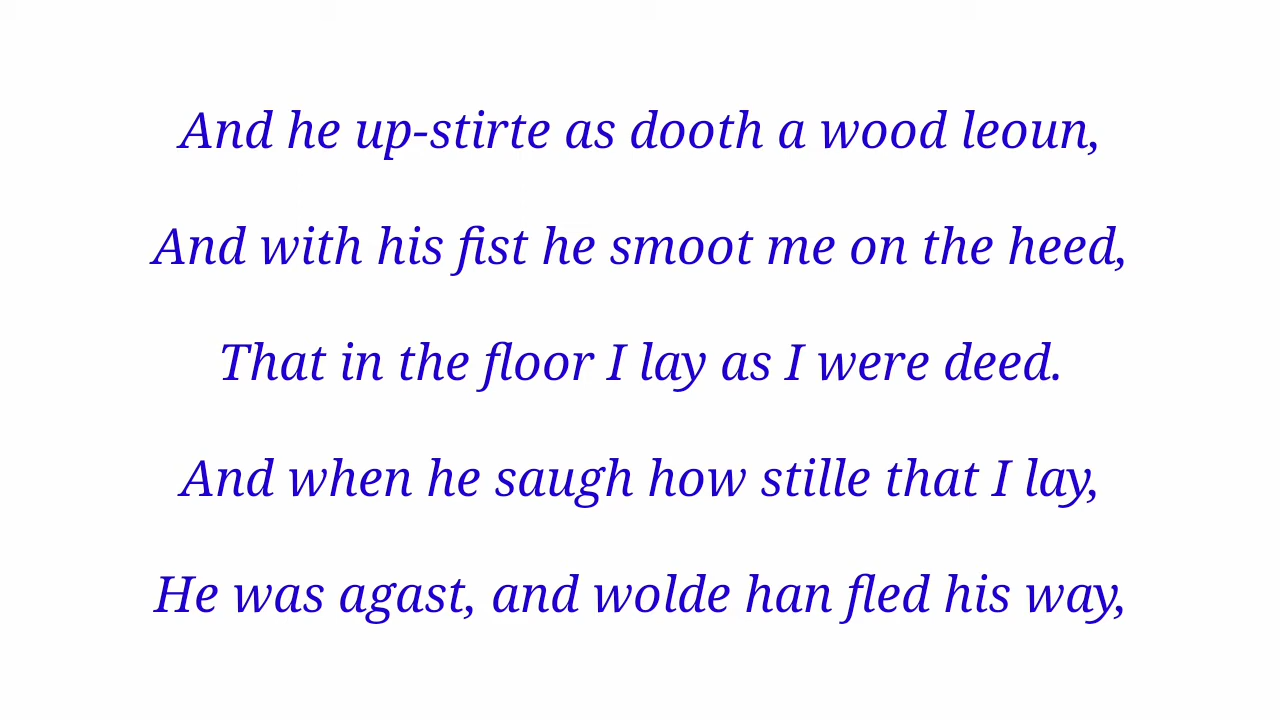 And he up-stirte as dooth a wood leoun,
And with his fist he smoot me on the heed,
That in the floor I lay as I were deed.
And when he saugh how stille that I lay,
He was agast, and wolde han fled his way,